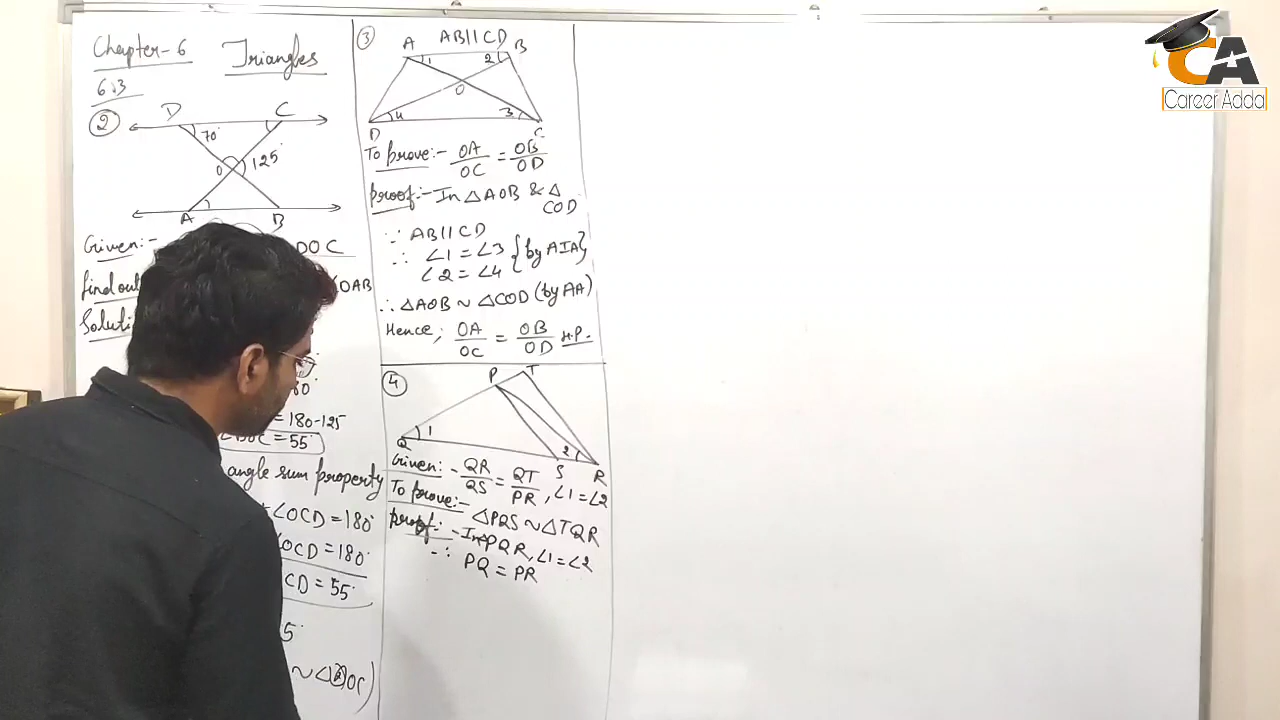 Chapter-6 Triangles
6.3
2
D C
70°
O 125°
A B
Given:- DOC
find out OAB
= 180-125
= 55°
angle sum property
∠OCD = 180°
OCD = 180°
CD = 55°
~ △
3
AB||CD
A B
1 2
O
4 3
D C
To prove:- OA/OC = OB/OD
proof:- In △AOB & △COD
∵ AB||CD
∴ ∠1 = ∠3 {by AIA}
∠2 = ∠4
∴ △AOB ~ △COD (by AA)
Hence; OA/OC = OB/OD H.P.
4
P T
1 2
Q S R
Given:- QR/QS = QT/PR, ∠1=∠2
To prove:- △PQS ~ △TQR
proof:- In △PQR, ∠1=∠2
∴ PQ = PR
CA
Career Adda